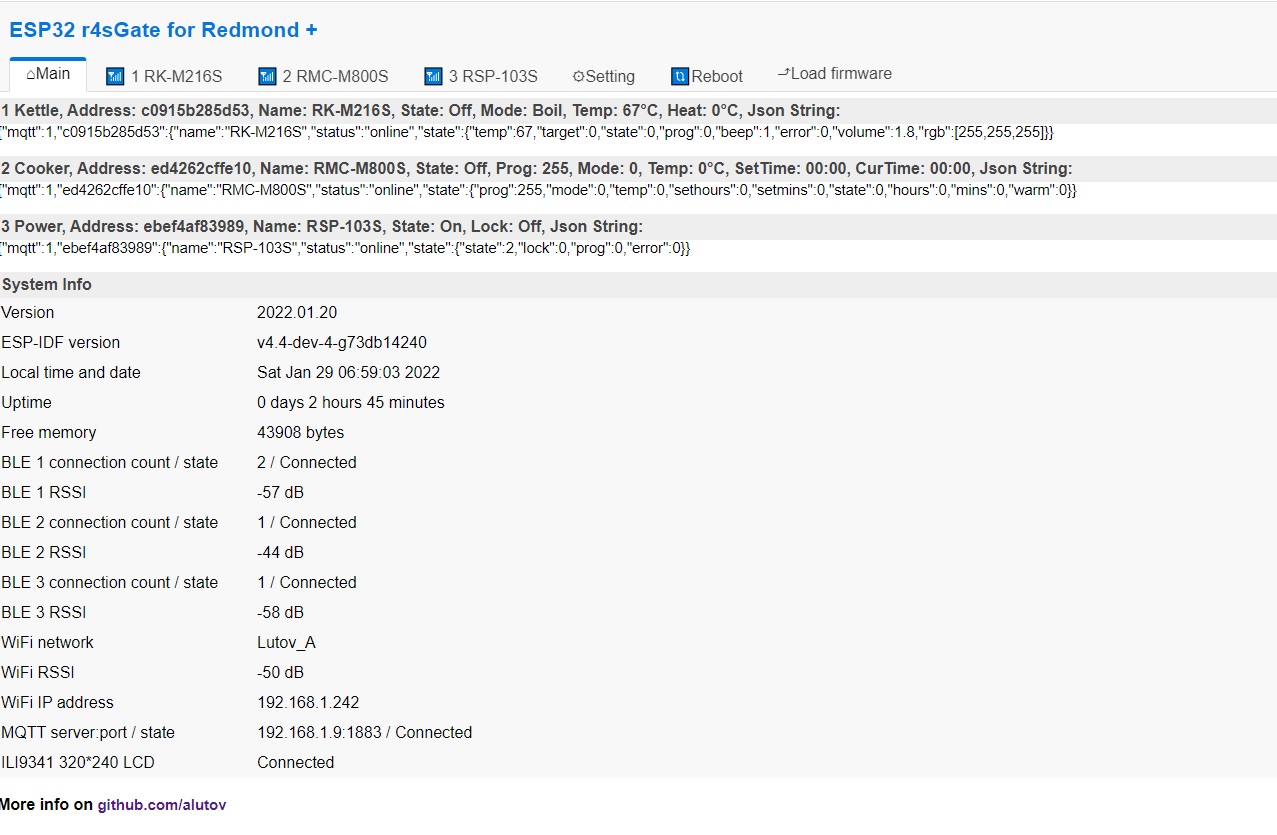 ESP32 r4sGate for Redmond +
⌂Main 1 RK-M216S 2 RMC-M800S 3 RSP-103S Setting Reboot Load firmware
1 Kettle, Address: c0915b285d53, Name: RK-M216S, State: Off, Mode: Boil, Temp: 67°C, Heat: 0°C, Json String:
{"mqtt":1,"c0915b285d53":{"name":"RK-M216S","status":"online","state":{"temp":67,"target":0,"state":0,"prog":0,"beep":1,"error":0,"volume":1.8,"rgb":[255,255,255]}}
2 Cooker, Address: ed4262cffe10, Name: RMC-M800S, State: Off, Prog: 255, Mode: 0, Temp: 0°C, SetTime: 00:00, CurTime: 00:00, Json String:
{"mqtt":1,"ed4262cffe10":{"name":"RMC-M800S","status":"online","state":{"prog":255,"mode":0,"temp":0,"sethours":0,"setmins":0,"state":0,"hours":0,"mins":0,"warm":0}}
3 Power, Address: ebef4af83989, Name: RSP-103S, State: On, Lock: Off, Json String:
{"mqtt":1,"ebef4af83989":{"name":"RSP-103S","status":"online","state":{"state":2,"lock":0,"prog":0,"error":0}}
System Info
Version 2022.01.20
ESP-IDF version v4.4-dev-4-g73db14240
Local time and date Sat Jan 29 06:59:03 2022
Uptime 0 days 2 hours 45 minutes
Free memory 43908 bytes
BLE 1 connection count / state 2 / Connected
BLE 1 RSSI -57 dB
BLE 2 connection count / state 1 / Connected
BLE 2 RSSI -44 dB
BLE 3 connection count / state 1 / Connected
BLE 3 RSSI -58 dB
WiFi network Lutov_A
WiFi RSSI -50 dB
WiFi IP address 192.168.1.242
MQTT server:port / state 192.168.1.9:1883 / Connected
ILI9341 320*240 LCD Connected
More info on github.com/alutov